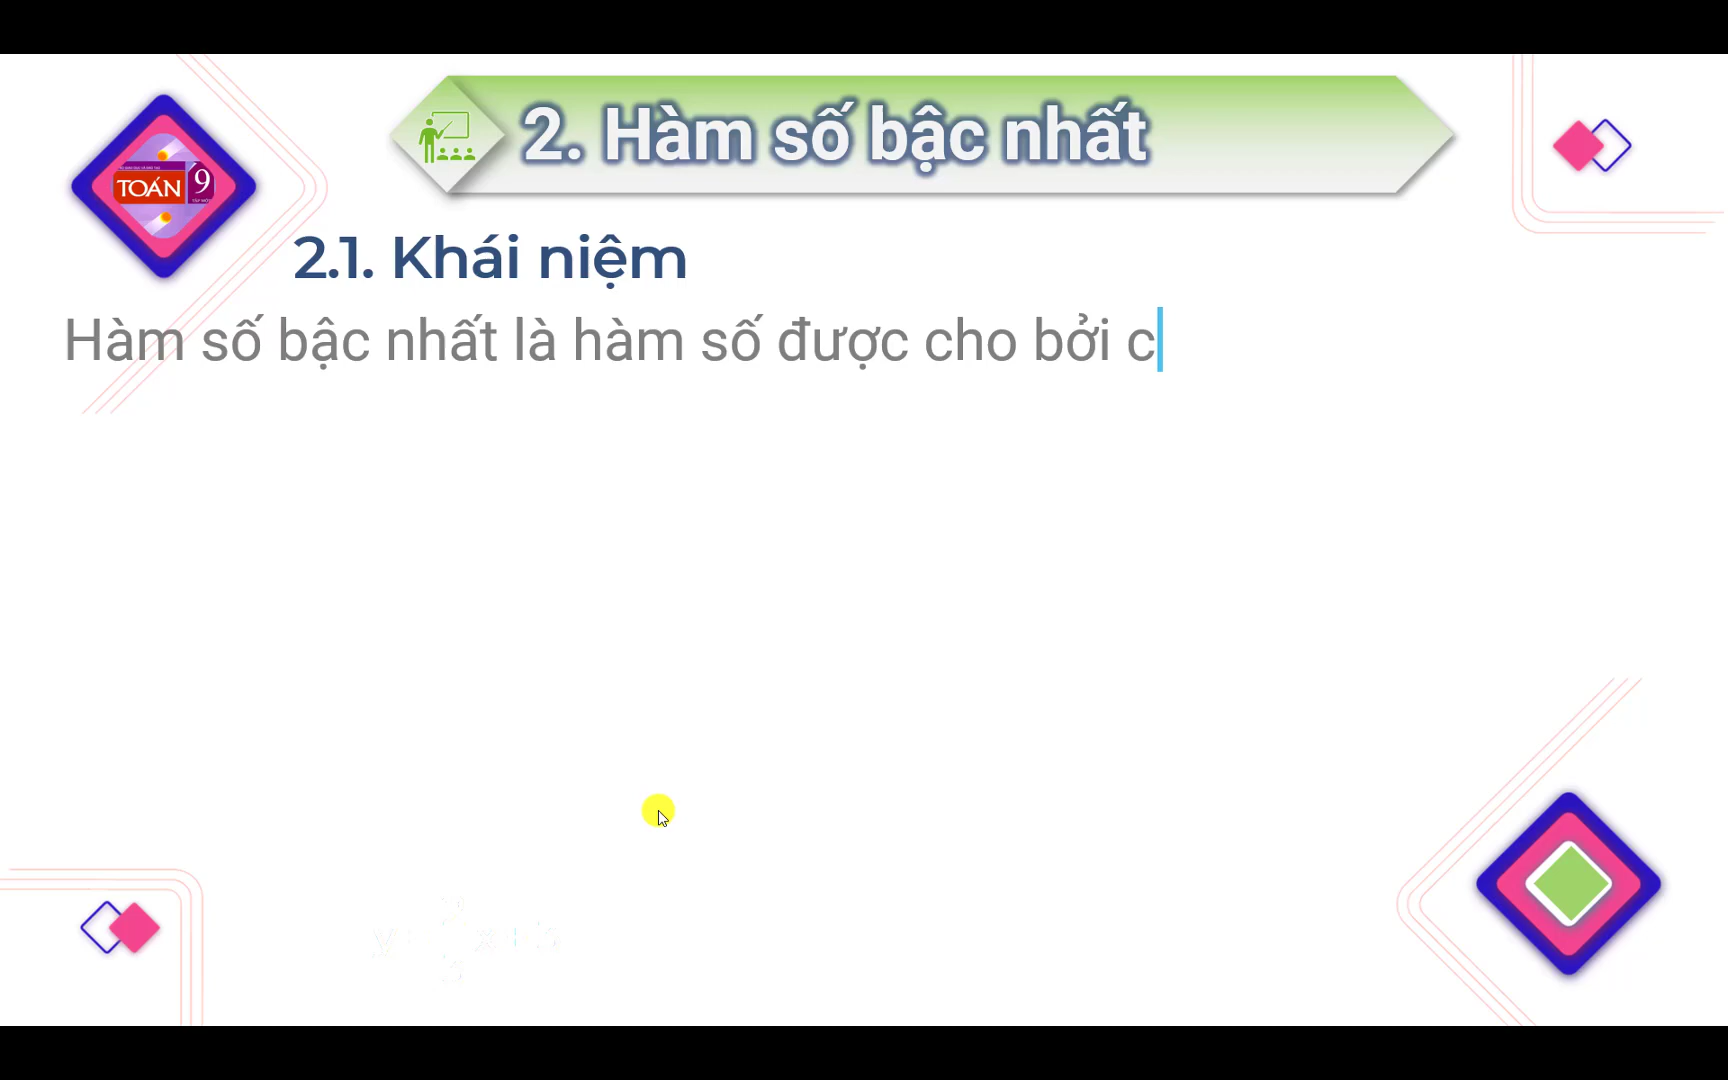 2. Hàm số bậc nhất
TOÁN 9
2.1. Khái niệm
Hàm số bậc nhất là hàm số được cho bởi c